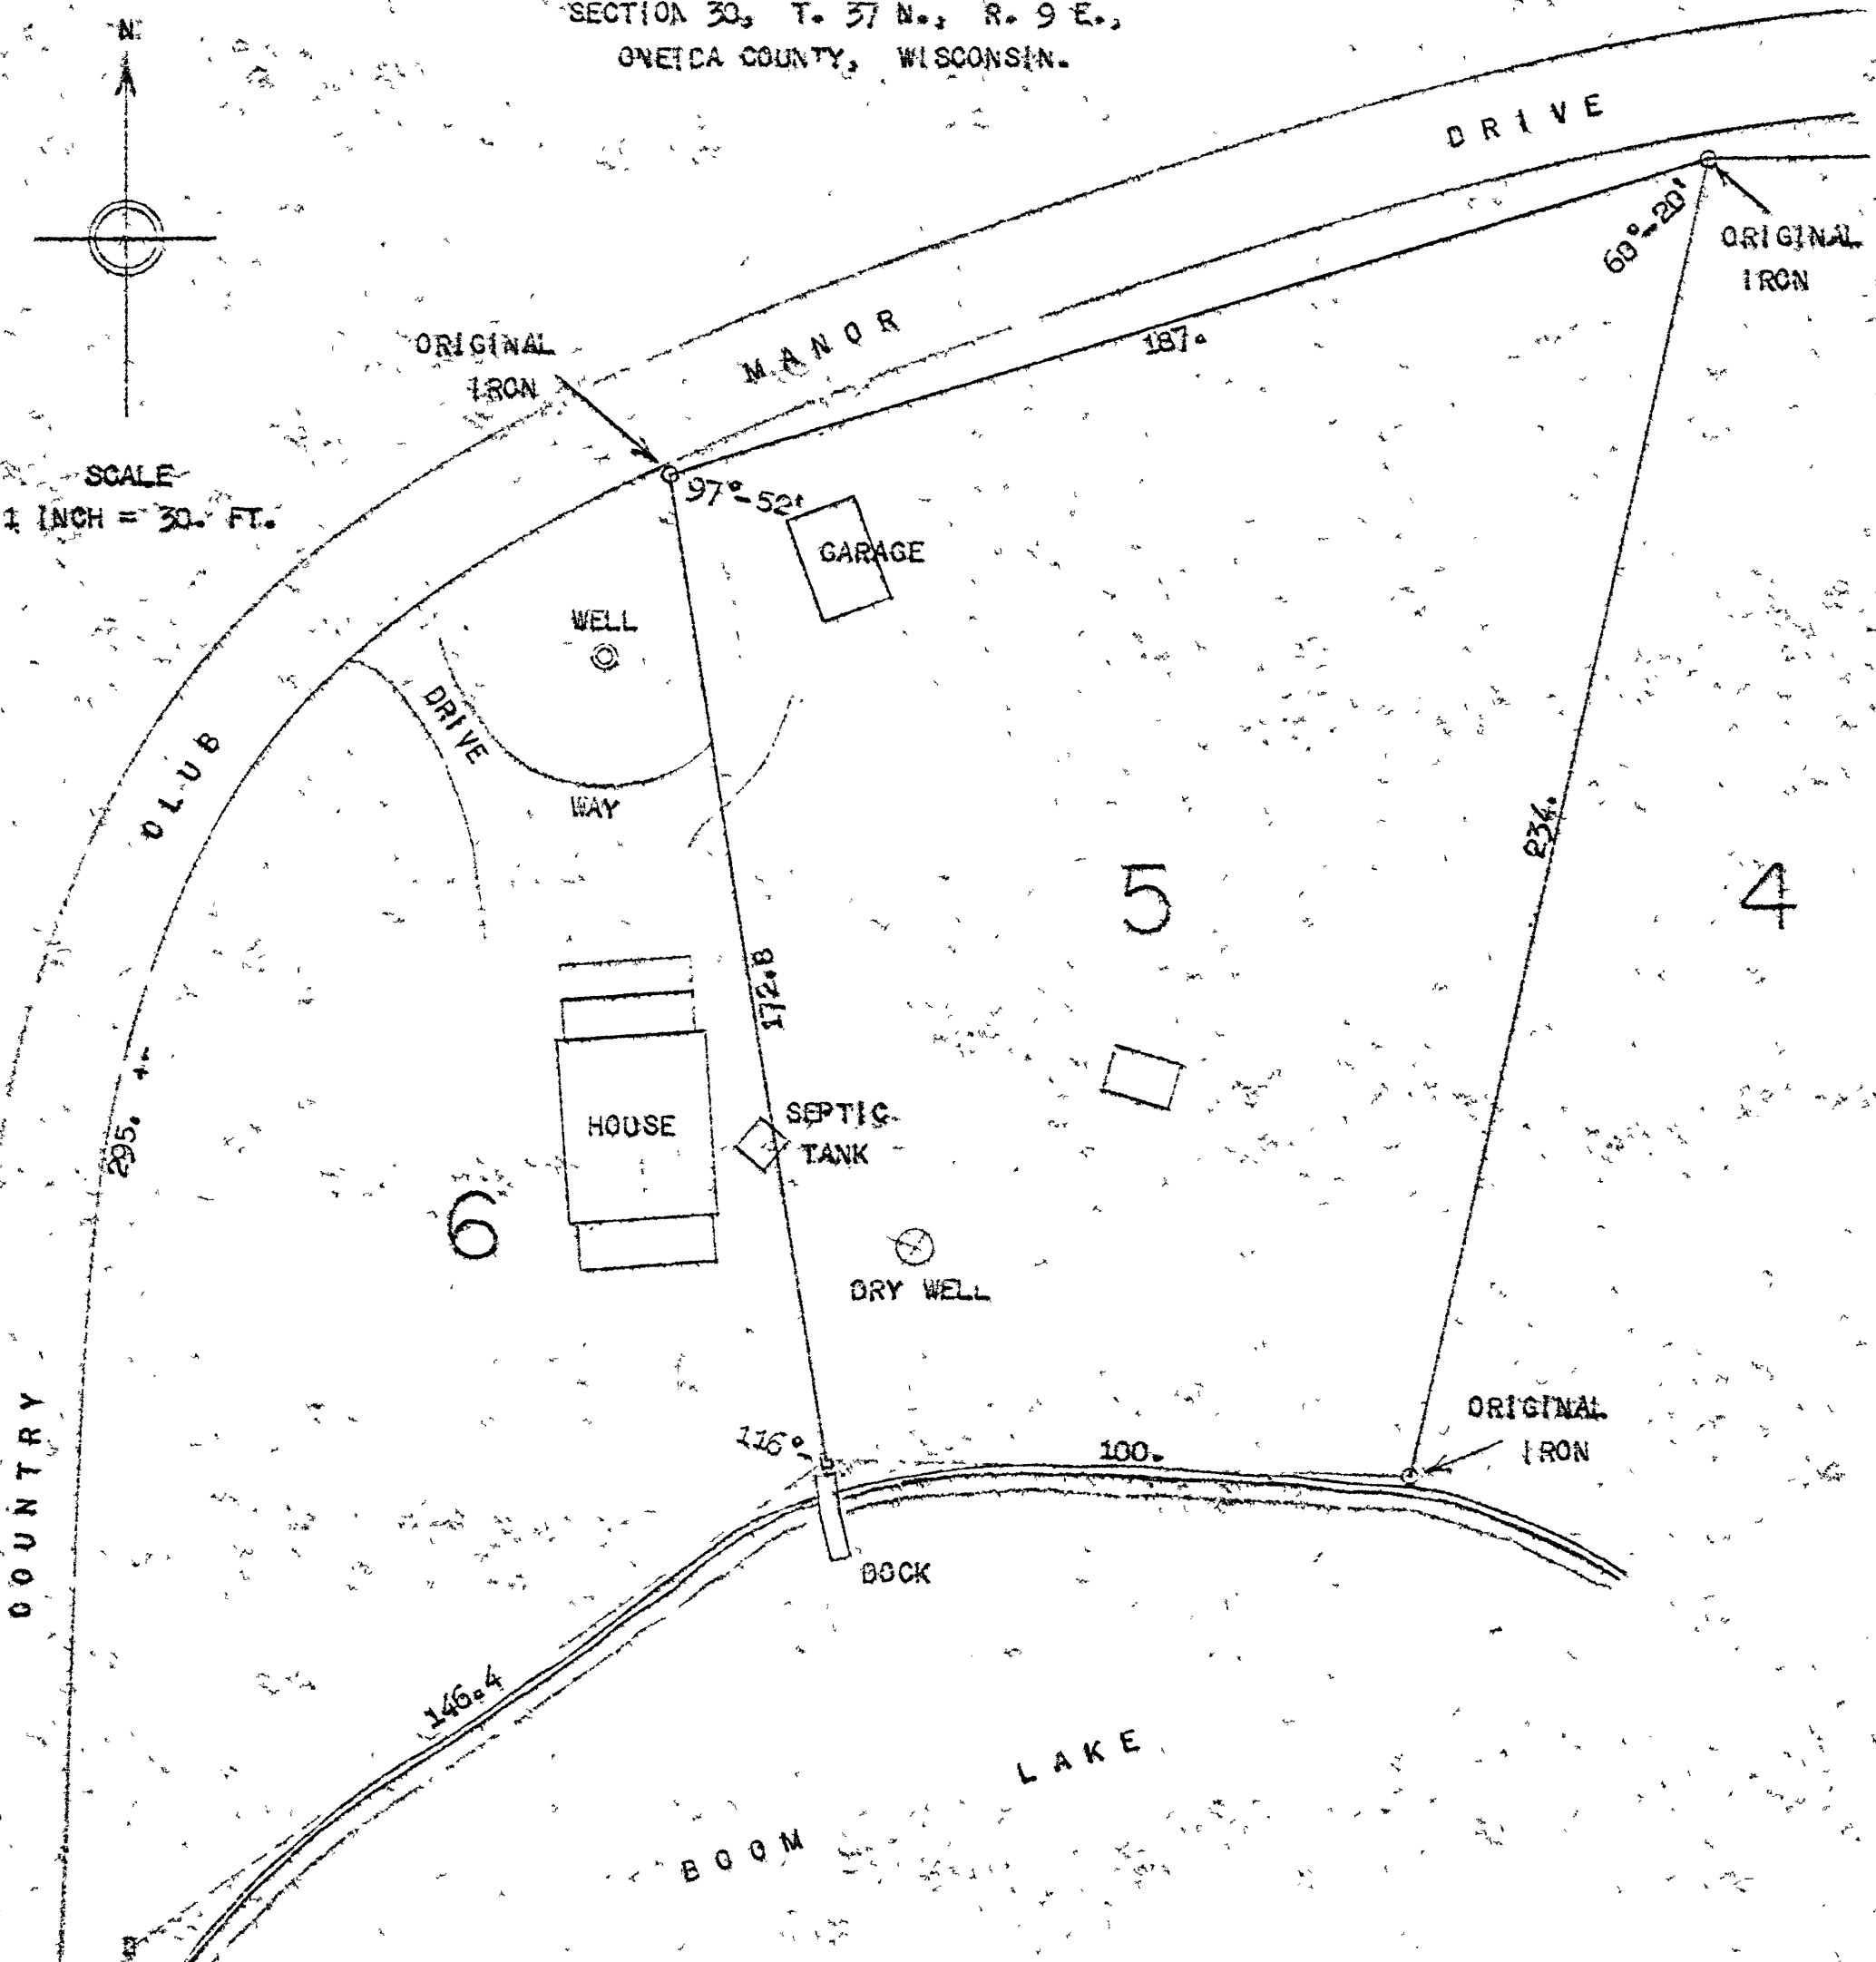 SECTION 30, T. 37 N., R. 9 E.,
ONEIDA COUNTY, WISCONSIN.
N
SCALE
1 INCH = 30. FT.
COUNTRY CLUB MANOR DRIVE
ORIGINAL
IRON
187.
60°-20'
ORIGINAL
IRON
97°-52'
GARAGE
WELL
DRIVE
WAY
5
4
234.
172.8
295. +-
HOUSE
SEPTIC
TANK
6
DRY WELL
116°-
100.
ORIGINAL
IRON
DOCK
146.4
BOOM LAKE